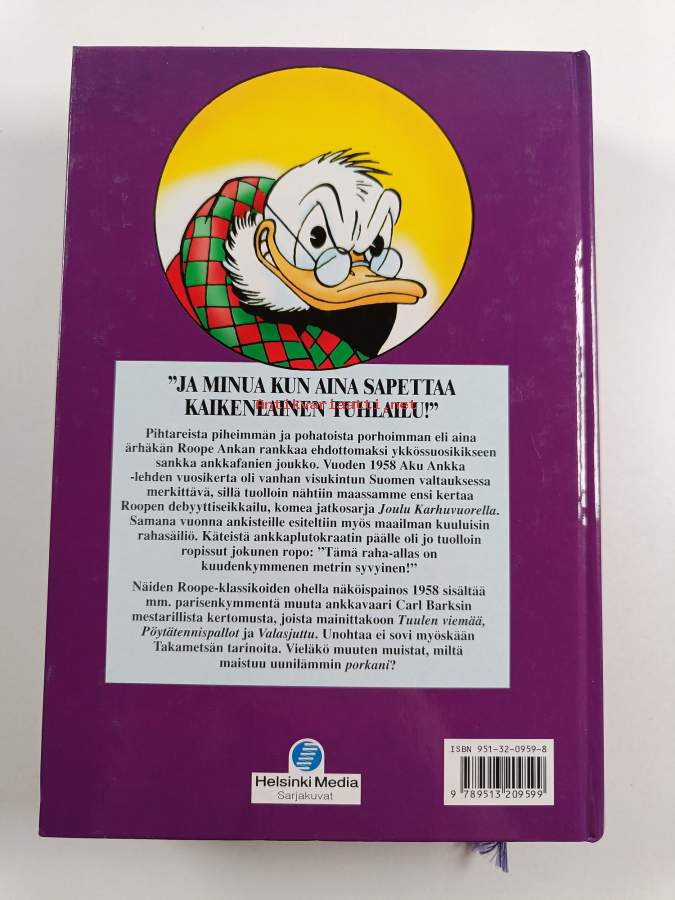 ”JA MINUA KUN AINA SAPETTAA
KAIKENLAINEN TUHLAILU!”
Antikvariaatti.net
Pihtareista piheimmän ja pohatoista porhoimman eli aina
ärhäkän Roope Ankan rankkaa ehdottomaksi ykkössuosikikseen
sankka ankkafanien joukko. Vuoden 1958 Aku Ankka
-lehden vuosikerta oli vanhan visukintun Suomen valtauksessa
merkittävä, sillä tuolloin nähtiin maassamme ensi kertaa
Roopen debyyttiseikkailu, komea jatkosarja Joulu Karhuvuorella.
Samana vuonna ankisteille esiteltiin myös maailman kuuluisin
rahasäiliö. Käteistä ankkaplutokraatin päälle oli jo tuolloin
ropissut jokunen ropo: ”Tämä raha-allas on
kuudenkymmenen metrin syvyinen!”
Näiden Roope-klassikoiden ohella näköispainos 1958 sisältää
mm. parisenkymmentä muuta ankkavaari Carl Barksin
mestarillista kertomusta, joista mainittakoon Tuulen viemää,
Pöytätennispallot ja Valasjuttu. Unohtaa ei sovi myöskään
Takametsän tarinoita. Vieläkö muuten muistat, miltä
maistuu uunilämmin porkani?
Helsinki Media
Sarjakuvat
ISBN 951-32-0959-8
9 789513 209599